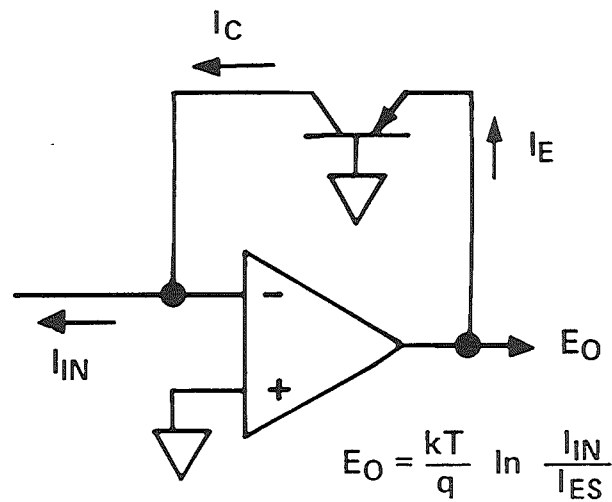 I_C
I_E
-
I_IN
+
E_O
E_O = kT/q ln I_IN/I_ES